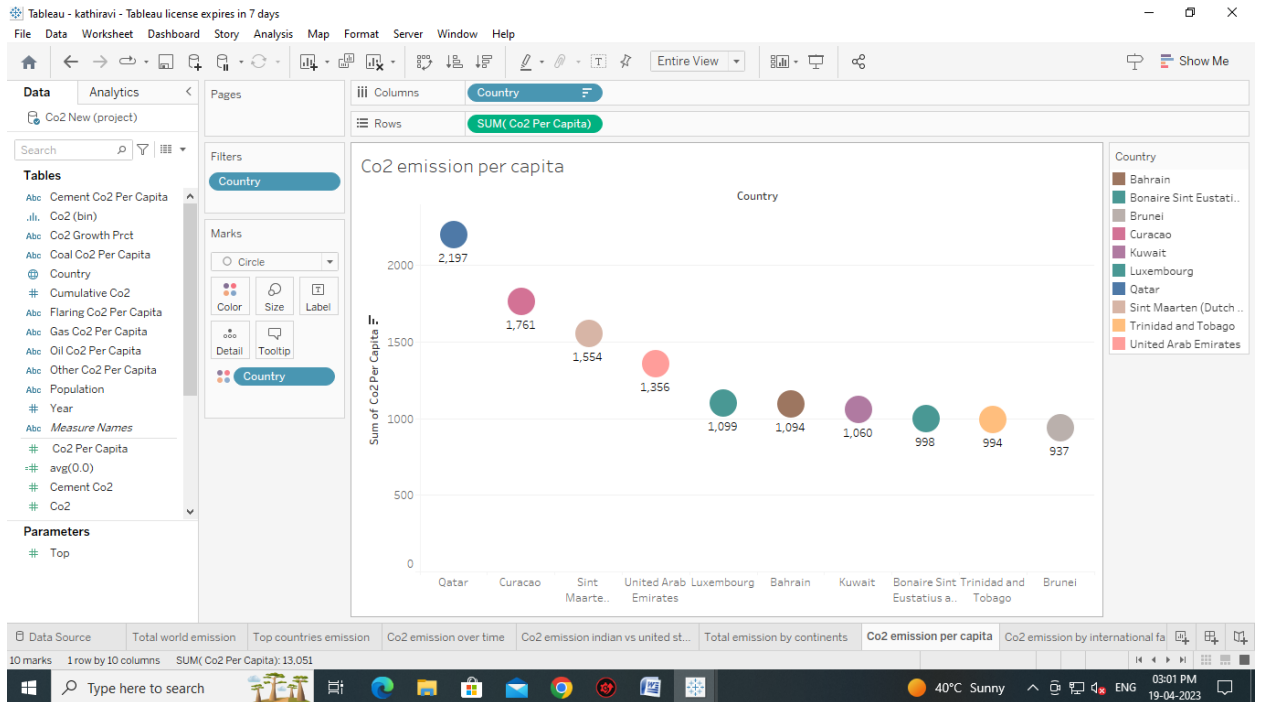 Tableau - kathiravi - Tableau license expires in 7 days
File Data Worksheet Dashboard Story Analysis Map Format Server Window Help
Entire View
Show Me
Data Analytics
Co2 New (project)
Search
Tables
Abc Cement Co2 Per Capita
Co2 (bin)
Abc Co2 Growth Prct
Abc Coal Co2 Per Capita
Country
# Cumulative Co2
Abc Flaring Co2 Per Capita
Abc Gas Co2 Per Capita
Abc Oil Co2 Per Capita
Abc Other Co2 Per Capita
Abc Population
# Year
Abc Measure Names
# Co2 Per Capita
=# avg(0.0)
# Cement Co2
# Co2
Parameters
# Top
Pages
Filters
Country
Marks
Circle
Color Size Label
Detail Tooltip
Country
Columns Country
Rows SUM( Co2 Per Capita)
Co2 emission per capita
Country
Sum of Co2 Per Capita
2000
1500
1000
500
0
2,197
1,761
1,554
1,356
1,099
1,094
1,060
998
994
937
Qatar
Curacao
Sint
Maarte..
United Arab
Emirates
Luxembourg
Bahrain
Kuwait
Bonaire Sint
Eustatius a..
Trinidad and
Tobago
Brunei
Country
Bahrain
Bonaire Sint Eustati..
Brunei
Curacao
Kuwait
Luxembourg
Qatar
Sint Maarten (Dutch ..
Trinidad and Tobago
United Arab Emirates
Data Source Total world emission Top countries emission Co2 emission over time Co2 emission indian vs united st... Total emission by continents Co2 emission per capita Co2 emission by international fa
10 marks 1 row by 10 columns SUM( Co2 Per Capita): 13,051
Type here to search
40°C Sunny
ENG
03:01 PM
19-04-2023